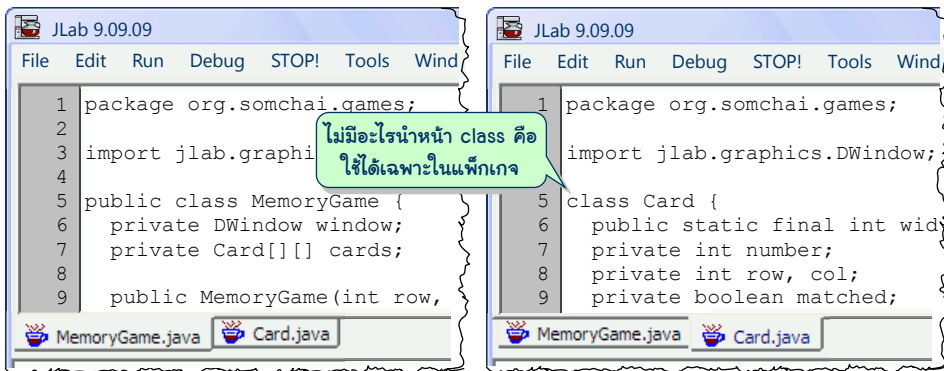 JLab 9.09.09
File Edit Run Debug STOP! Tools Wind
1 package org.somchai.games;
2
3 import jlab.graphi
4
5 public class MemoryGame {
6 private DWindow window;
7 private Card[][] cards;
8
9 public MemoryGame(int row,
MemoryGame.java Card.java
ไม่มีอะไรนำหน้า class คือ
ใช้ได้เฉพาะในแพ็กเกจ
JLab 9.09.09
File Edit Run Debug STOP! Tools Wind
1 package org.somchai.games;
import jlab.graphics.DWindow;
5 class Card {
6 public static final int wid
7 private int number;
8 private int row, col;
9 private boolean matched;
MemoryGame.java Card.java